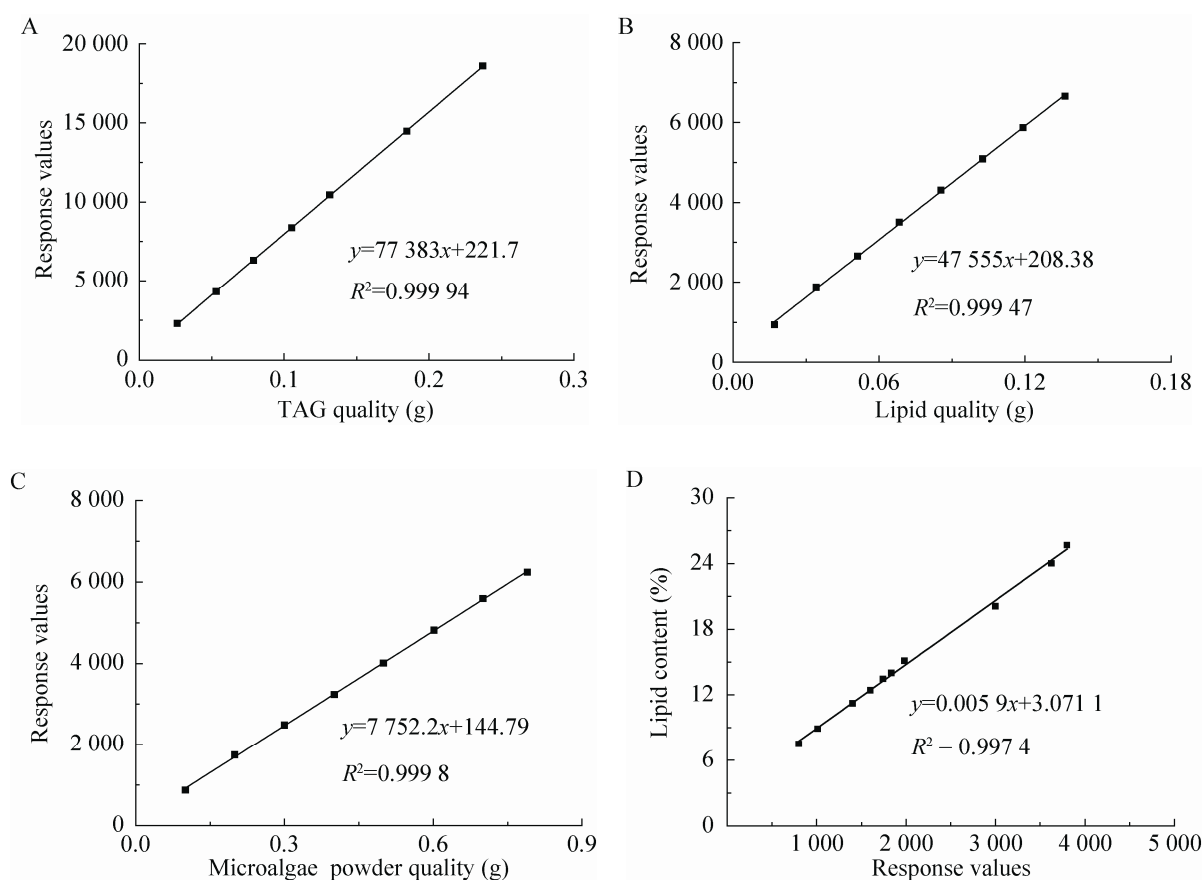 A
20 000
15 000
10 000
5 000
0
Response values
y=77 383x+221.7
R²=0.999 94
0.0 0.1 0.2 0.3
TAG quality (g)
B
8 000
6 000
4 000
2 000
0
Response values
y=47 555x+208.38
R²=0.999 47
0.00 0.06 0.12 0.18
Lipid quality (g)
C
8 000
6 000
4 000
2 000
0
Response values
y=7 752.2x+144.79
R²=0.999 8
0.0 0.3 0.6 0.9
Microalgae powder quality (g)
D
30
24
18
12
6
0
Lipid content (%)
y=0.005 9x+3.071 1
R²−0.997 4
1 000 2 000 3 000 4 000 5 000
Response values